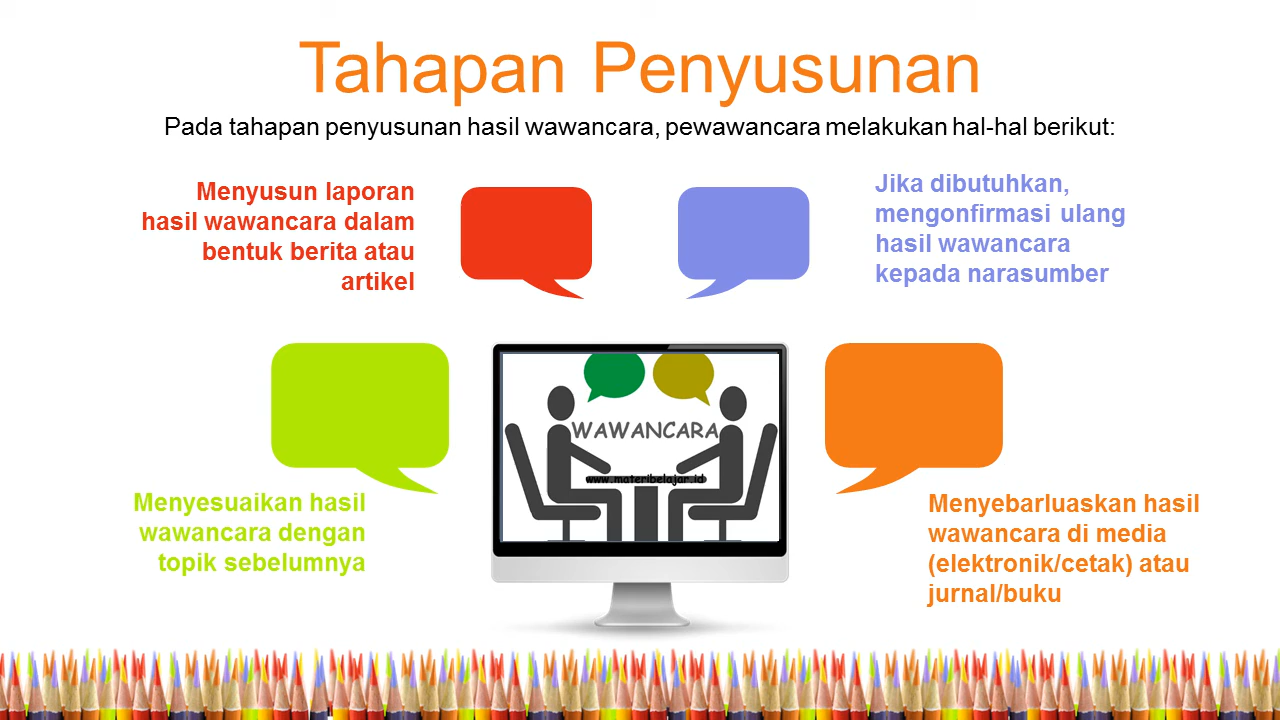 Tahapan Penyusunan
Pada tahapan penyusunan hasil wawancara, pewawancara melakukan hal-hal berikut:
Menyusun laporan
hasil wawancara dalam
bentuk berita atau
artikel
Jika dibutuhkan,
mengonfirmasi ulang
hasil wawancara
kepada narasumber
WAWANCARA
www.materibelajar.id
Menyesuaikan hasil
wawancara dengan
topik sebelumnya
Menyebarluaskan hasil
wawancara di media
(elektronik/cetak) atau
jurnal/buku